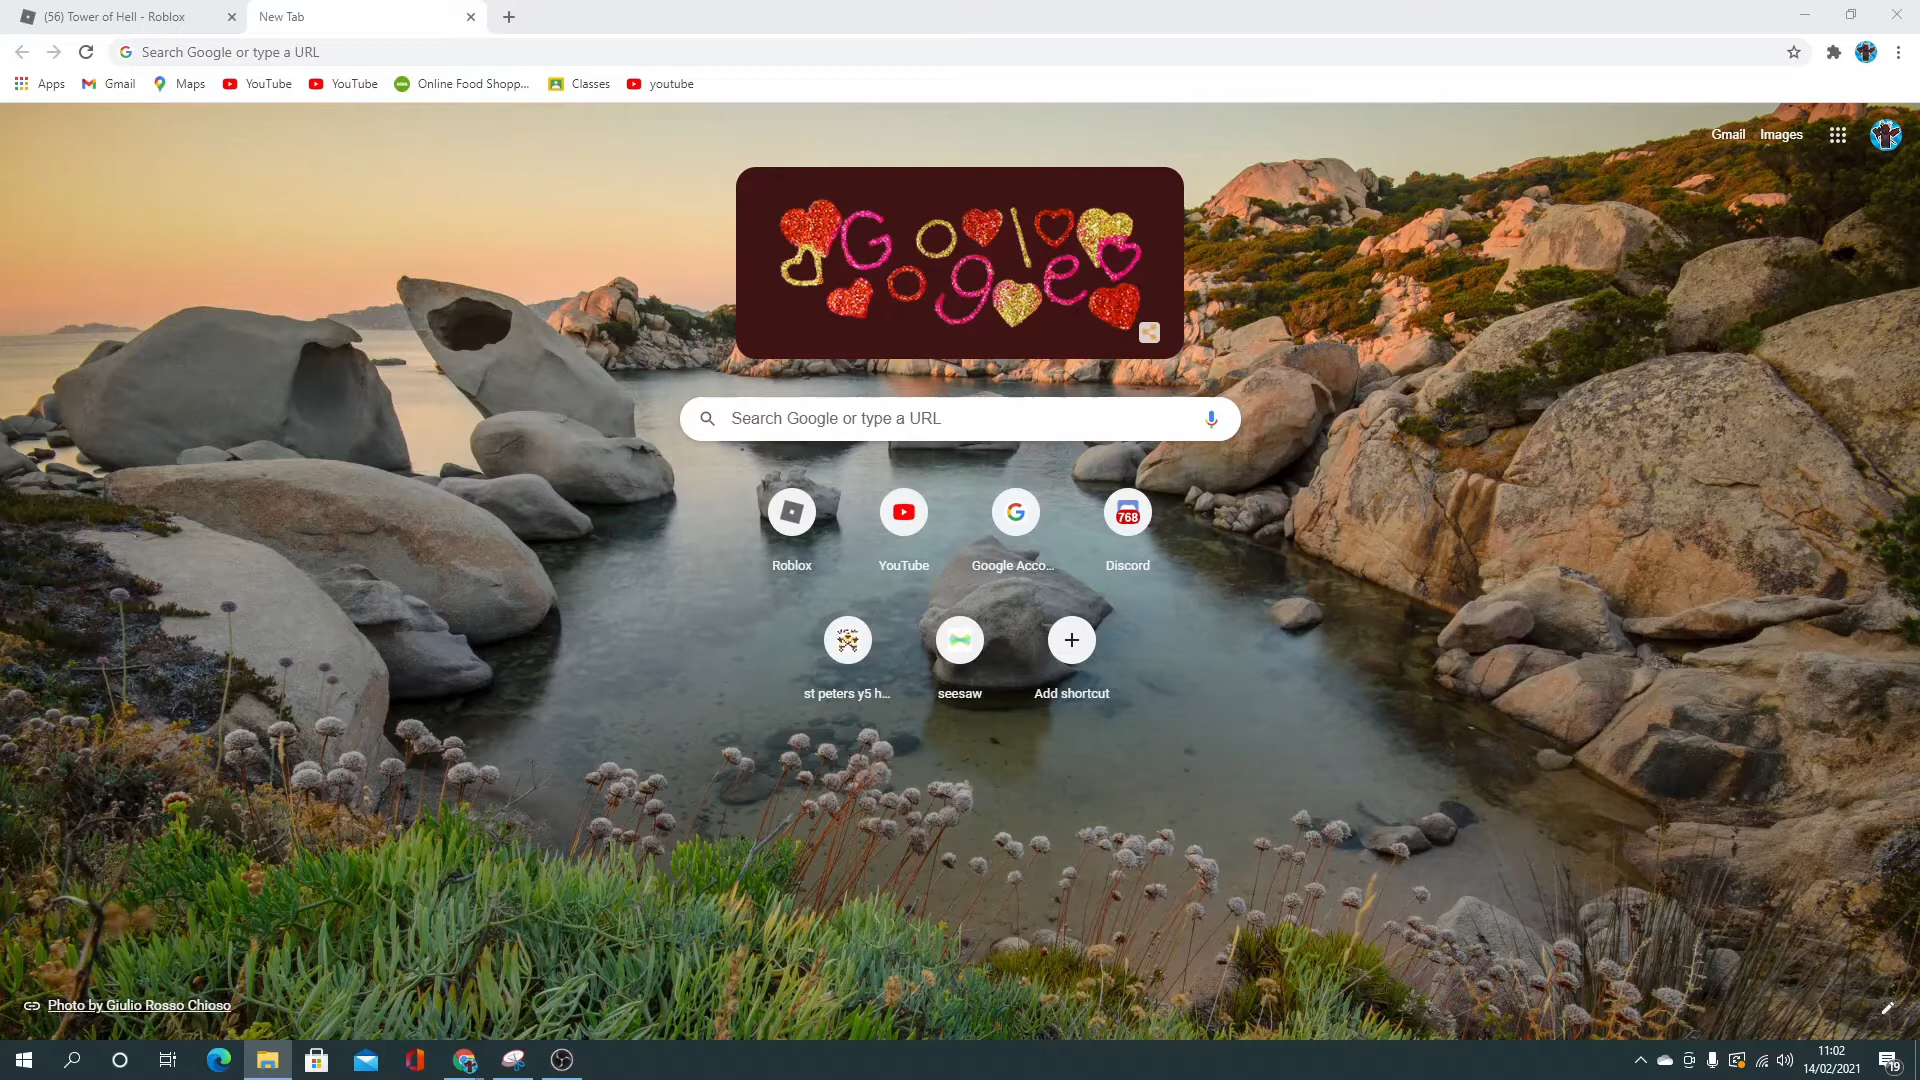 (56) Tower of Hell - Roblox
New Tab
Search Google or type a URL
Apps
Gmail
Maps
YouTube
YouTube
Online Food Shopp...
Classes
youtube
Gmail
Images
Google
Search Google or type a URL
Roblox
YouTube
Google Acco...
768
Discord
st peters y5 h...
seesaw
Add shortcut
Photo by Giulio Rosso Chioso
11:02
14/02/2021
19